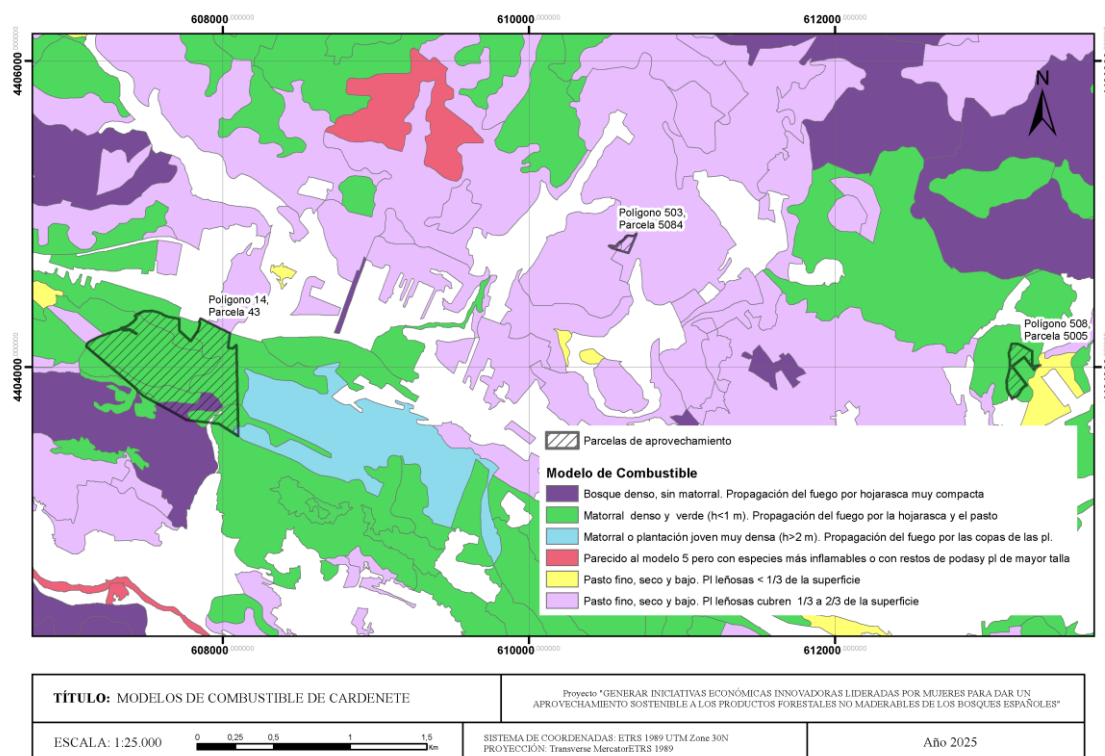 608000,000000 610000,000000 612000,000000
4406000,000000
4404000,000000
N
Polígono 503,
Parcela 5084
Polígono 14,
Parcela 43
Polígono 508,
Parcela 5005
Parcelas de aprovechamiento
Modelo de Combustible
Bosque denso, sin matorral. Propagación del fuego por hojarasca muy compacta
Matorral denso y verde (h<1 m). Propagación del fuego por la hojarasca y el pasto
Matorral o plantación joven muy densa (h>2 m). Propagación del fuego por las copas de las pl.
Parecido al modelo 5 pero con especies más inflamables o con restos de podasy pl de mayor talla
Pasto fino, seco y bajo. Pl leñosas < 1/3 de la superficie
Pasto fino, seco y bajo. Pl leñosas cubren 1/3 a 2/3 de la superficie
608000,000000 610000,000000 612000,000000
TÍTULO: MODELOS DE COMBUSTIBLE DE CARDENETE
Proyecto "GENERAR INICIATIVAS ECONÓMICAS INNOVADORAS LIDERADAS POR MUJERES PARA DAR UN
APROVECHAMIENTO SOSTENIBLE A LOS PRODUCTOS FORESTALES NO MADERABLES DE LOS BOSQUES ESPAÑOLES"
ESCALA: 1:25.000
0 0,25 0,5 1 1,5
Km
SISTEMA DE COORDENADAS: ETRS 1989 UTM Zone 30N
PROYECCIÓN: Transverse MercatorETRS 1989
Año 2025